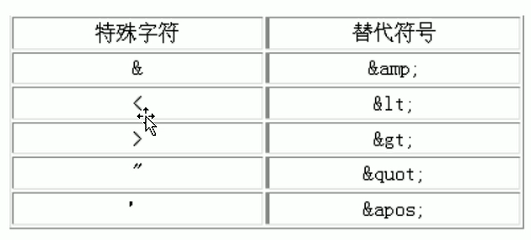 特殊字符 替代符号
& &amp;
< &lt;
> &gt;
" &quot;
' &apos;